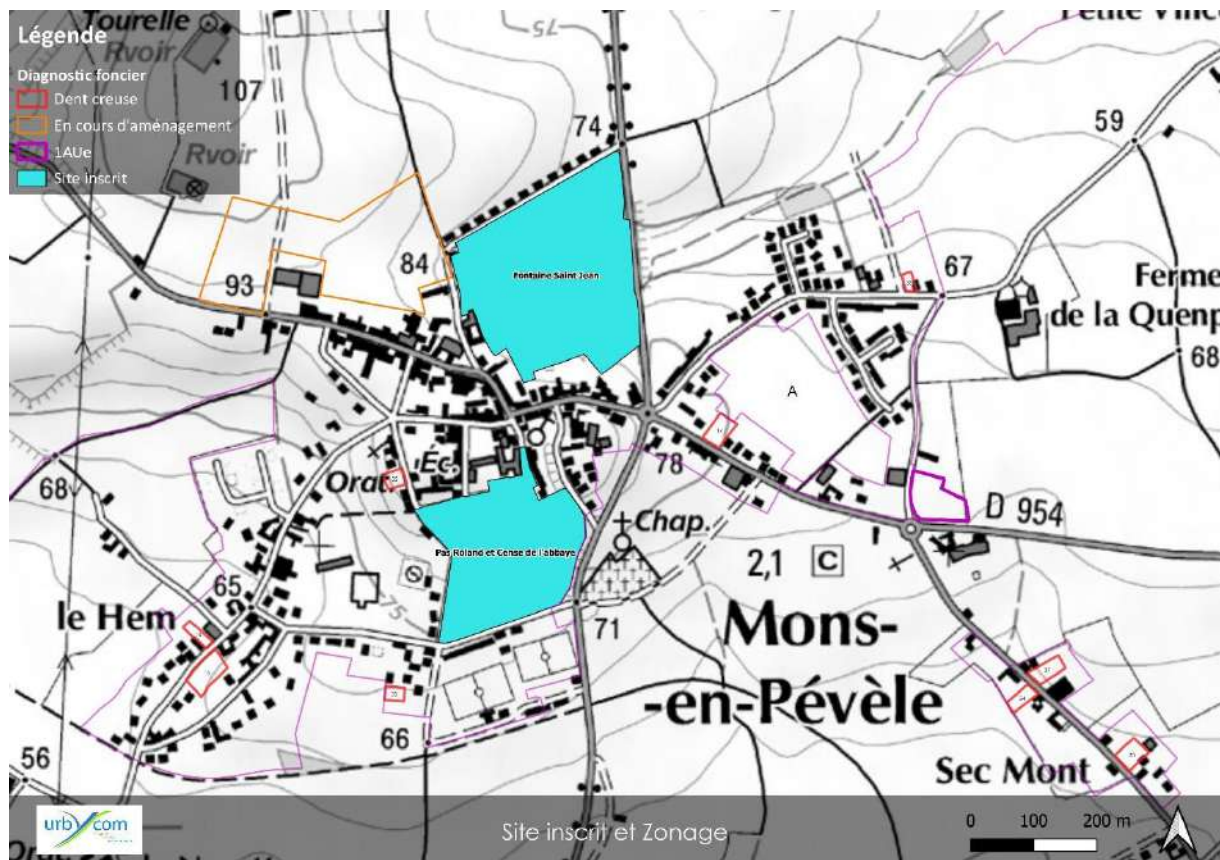 Légende
Diagnostic foncier
Dent creuse
En cours d'aménagement
1AUe
Site inscrit
Tourelle
Rvoir
107
Rvoir
75
74
59
84
93
Fontaine Saint Jean
67
Ferme
de la Quenp
68
A
Éc.
78
68
Chap.
D 954
Pas Roland et Cense de l'abbaye
75
2,1 C
65
le Hem
71
Mons-
-en-Pévèle
66
56
Sec Mont
urbycom
Site inscrit et Zonage
0 100 200 m